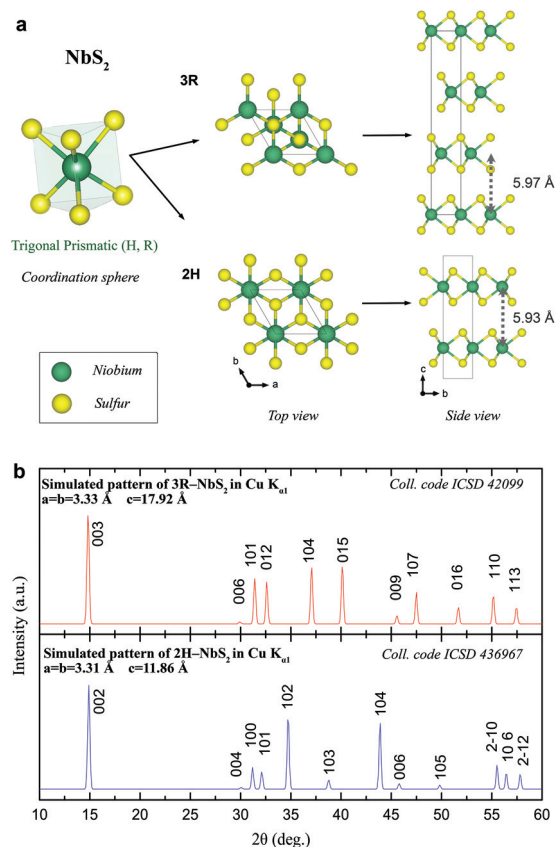 a
NbS2
3R
5.97 Å
Trigonal Prismatic (H, R)
Coordination sphere
2H
5.93 Å
Niobium
Sulfur
b
a
Top view
c
b
Side view
b
Simulated pattern of 3R–NbS2 in Cu Kα1
Coll. code ICSD 42099
a=b=3.33 Å c=17.92 Å
003
006
101
012
104
015
009
107
016
110
113
Intensity (a.u.)
Simulated pattern of 2H–NbS2 in Cu Kα1
Coll. code ICSD 436967
a=b=3.31 Å c=11.86 Å
002
004
100
101
102
103
104
006
105
2-10
10 6
2-12
10 15 20 25 30 35 40 45 50 55 60
2θ (deg.)